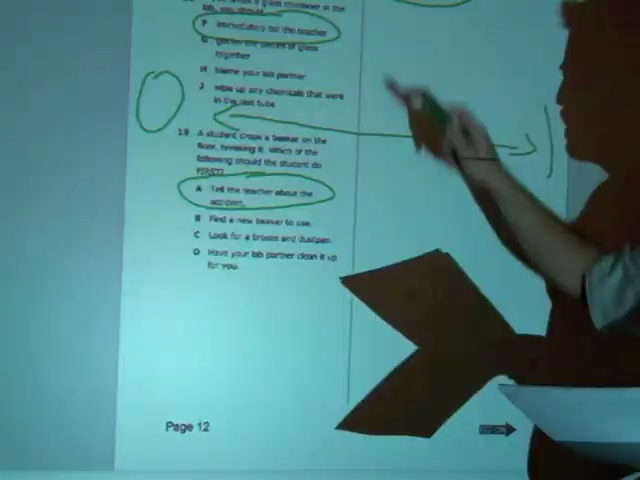 lab, you should
F immediately tell the teacher
G gather the pieces of glass
together
H blame your lab partner
J wipe up any chemicals that were
in the test tube
19 A student drops a beaker on the
floor, breaking it. Which of the
following should the student do
FIRST?
A Tell the teacher about the
accident.
B Find a new beaker to use.
C Look for a broom and dustpan.
D Have your lab partner clean it up
for you.
Page 12